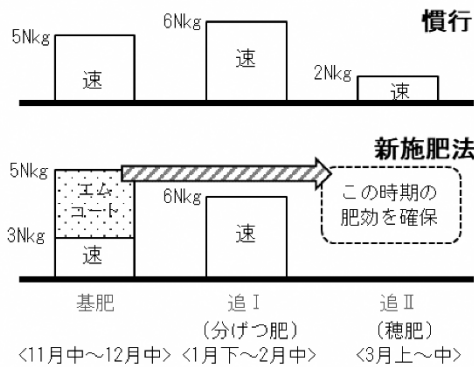 慣行
5Nkg
速
6Nkg
速
2Nkg
速
新施肥法
5Nkg
エム
コート
3Nkg
速
6Nkg
速
この時期の
肥効を確保
基肥
追Ⅰ
追Ⅱ
(分げつ肥)
(穂肥)
<11月中~12月中>
<1月下~2月中>
<3月上~中>